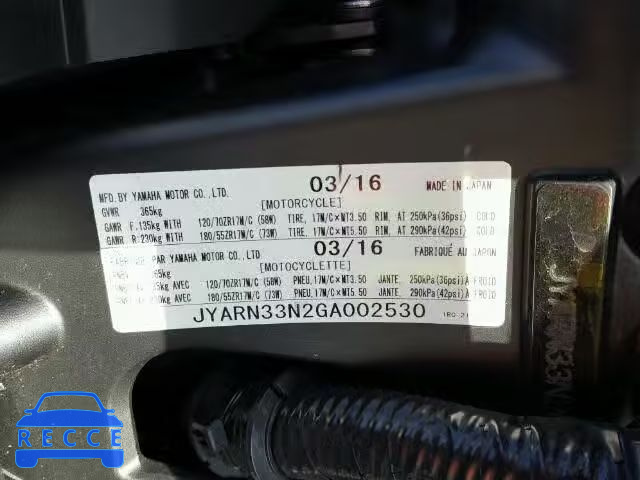 MFD.BY YAMAHA MOTOR CO.,LTD. 03/16 MADE IN JAPAN
GVWR 365kg [MOTORCYCLE]
GAWR F.135kg WITH 120/70ZR17M/C (58W) TIRE, 17M/C×MT3.50 RIM, AT 250kPa(36psi) COLD
GAWR R.230kg WITH 180/55ZR17M/C (73W) TIRE, 17M/C×MT5.50 RIM, AT 290kPa(42psi) COLD
PAR YAMAHA MOTOR CO.,LTD. 03/16 FABRIQUE AU JAPON
[MOTOCYCLETTE]
AVEC 120/70ZR17M/C (58W) PNEU,17M/C×MT3.50 JANTE, 250kPa(36psi)A FROID
AVEC 180/55ZR17M/C (73W) PNEU,17M/C×MT5.50 JANTE, 290kPa(42psi)A FROID
JYARN33N2GA002530
RECCE